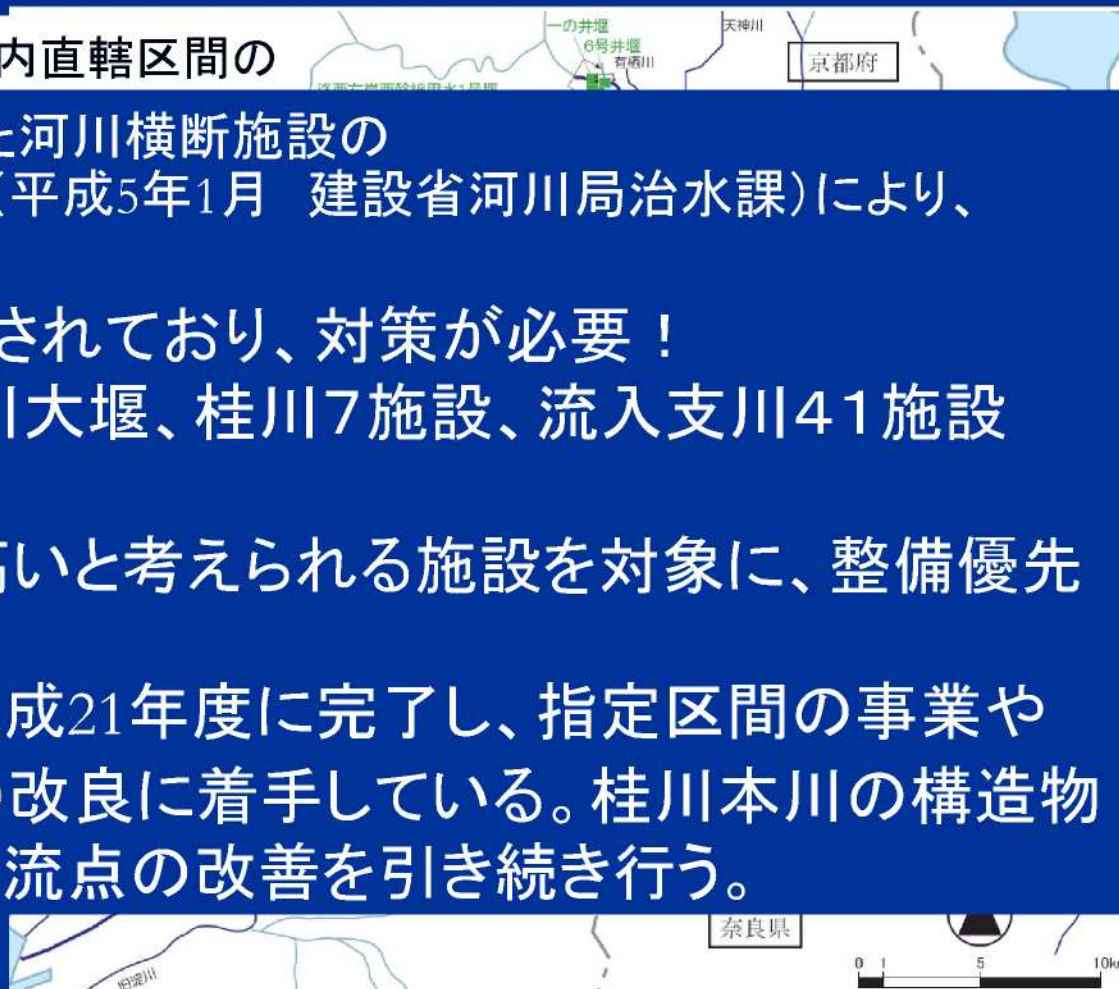 一の井堰
6号井堰
有栖川
天神川
京都府
内直轄区間の
河川横断施設の
(平成5年1月 建設省河川局治水課)により、
されており、対策が必要！
川大堰、桂川7施設、流入支川41施設
高いと考えられる施設を対象に、整備優先
成21年度に完了し、指定区間の事業や
の改良に着手している。桂川本川の構造物
流点の改善を引き続き行う。
奈良県
旧淀川
0 1 5 10km